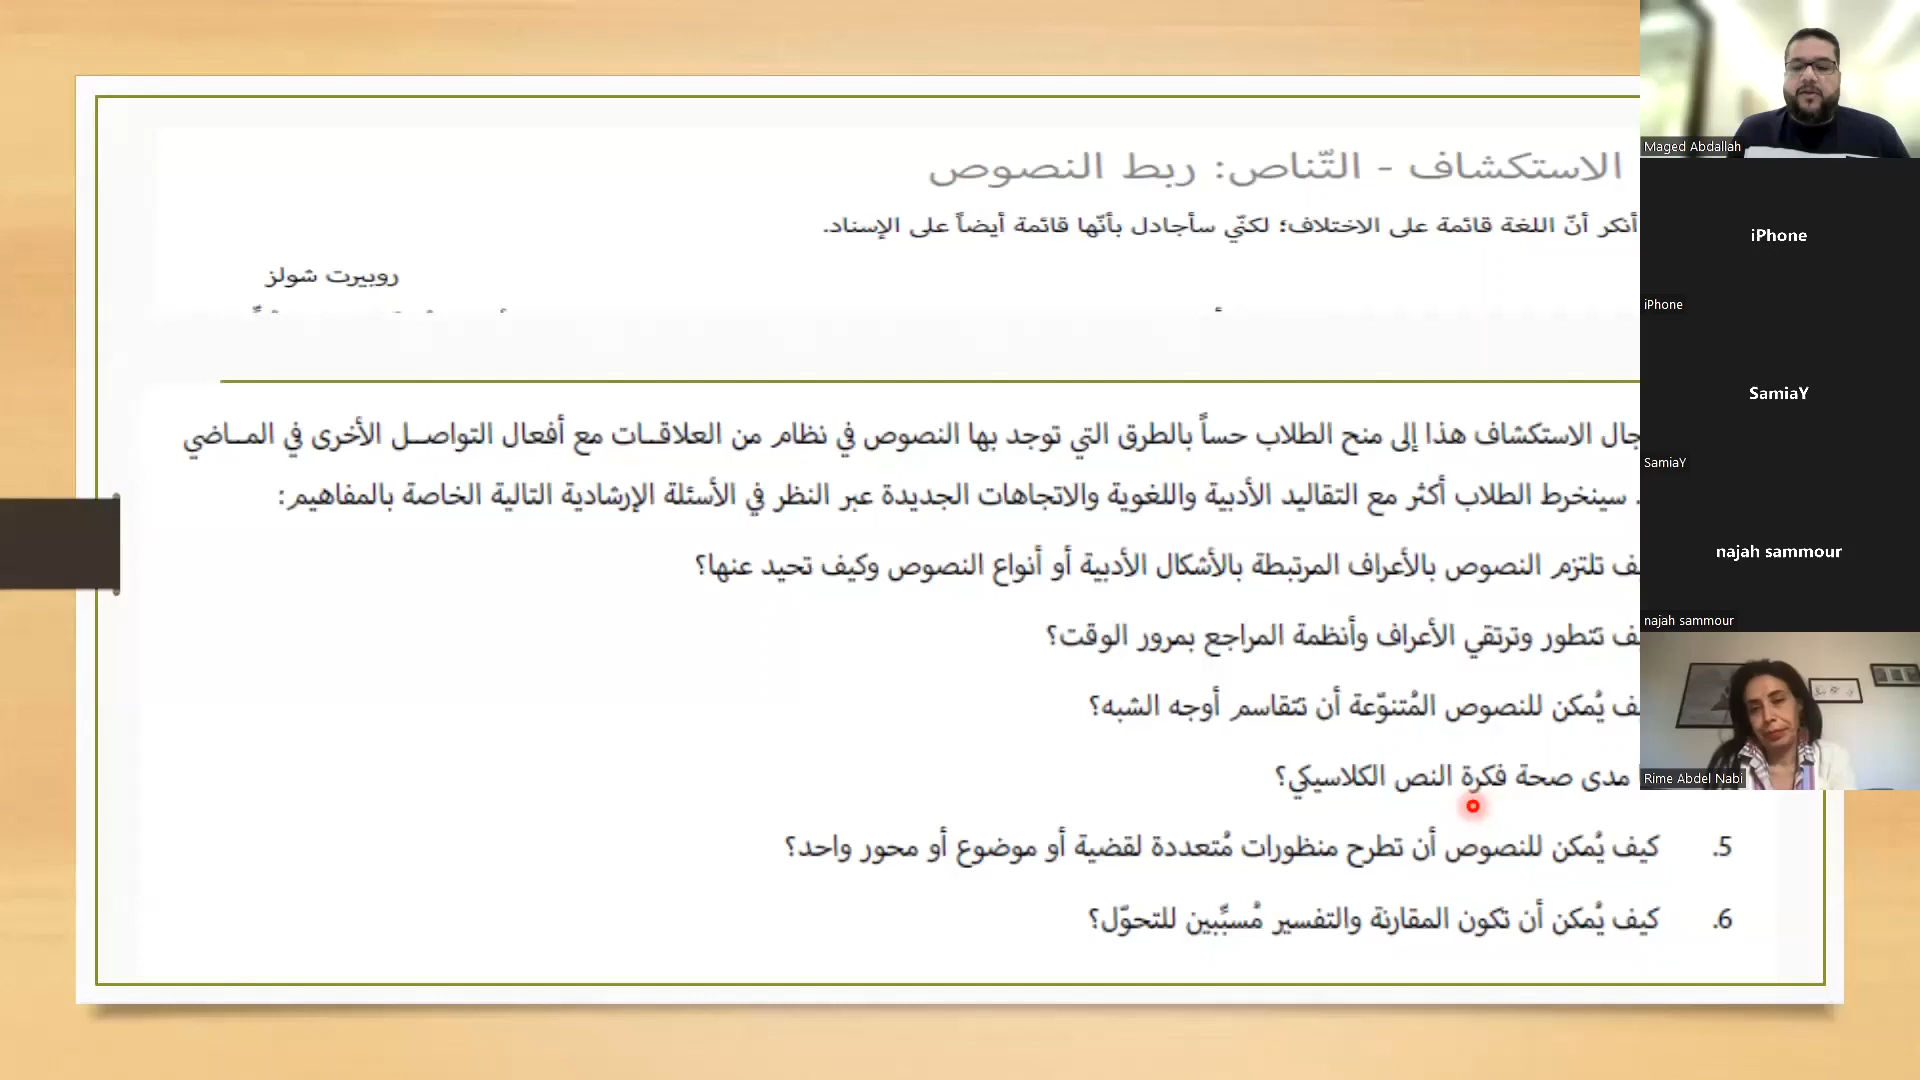 الاستكشاف - التّناص: ربط النصوص
أنكر أنّ اللغة قائمة على الاختلاف؛ لكنّي سأجادل بأنّها قائمة أيضاً على الإسناد.
روبيرت شولز
جال الاستكشاف هذا إلى منح الطلاب حساً بالطرق التي توجد بها النصوص في نظام من العلاقات مع أفعال التواصل الأخرى في الماضي
. سينخرط الطلاب أكثر مع التقاليد الأدبية واللغوية والاتجاهات الجديدة عبر النظر في الأسئلة الإرشادية التالية الخاصة بالمفاهيم:
يف تلتزم النصوص بالأعراف المرتبطة بالأشكال الأدبية أو أنواع النصوص وكيف تحيد عنها؟
يف تتطور وترتقي الأعراف وأنظمة المراجع بمرور الوقت؟
يف يُمكن للنصوص المُتنوّعة أن تتقاسم أوجه الشبه؟
مدى صحة فكرة النص الكلاسيكي؟
5. كيف يُمكن للنصوص أن تطرح منظورات مُتعددة لقضية أو موضوع أو محور واحد؟
6. كيف يُمكن أن تكون المقارنة والتفسير مُسبِّبين للتحوّل؟
Maged Abdallah
iPhone
iPhone
SamiaY
SamiaY
najah sammour
najah sammour
Rime Abdel Nabi